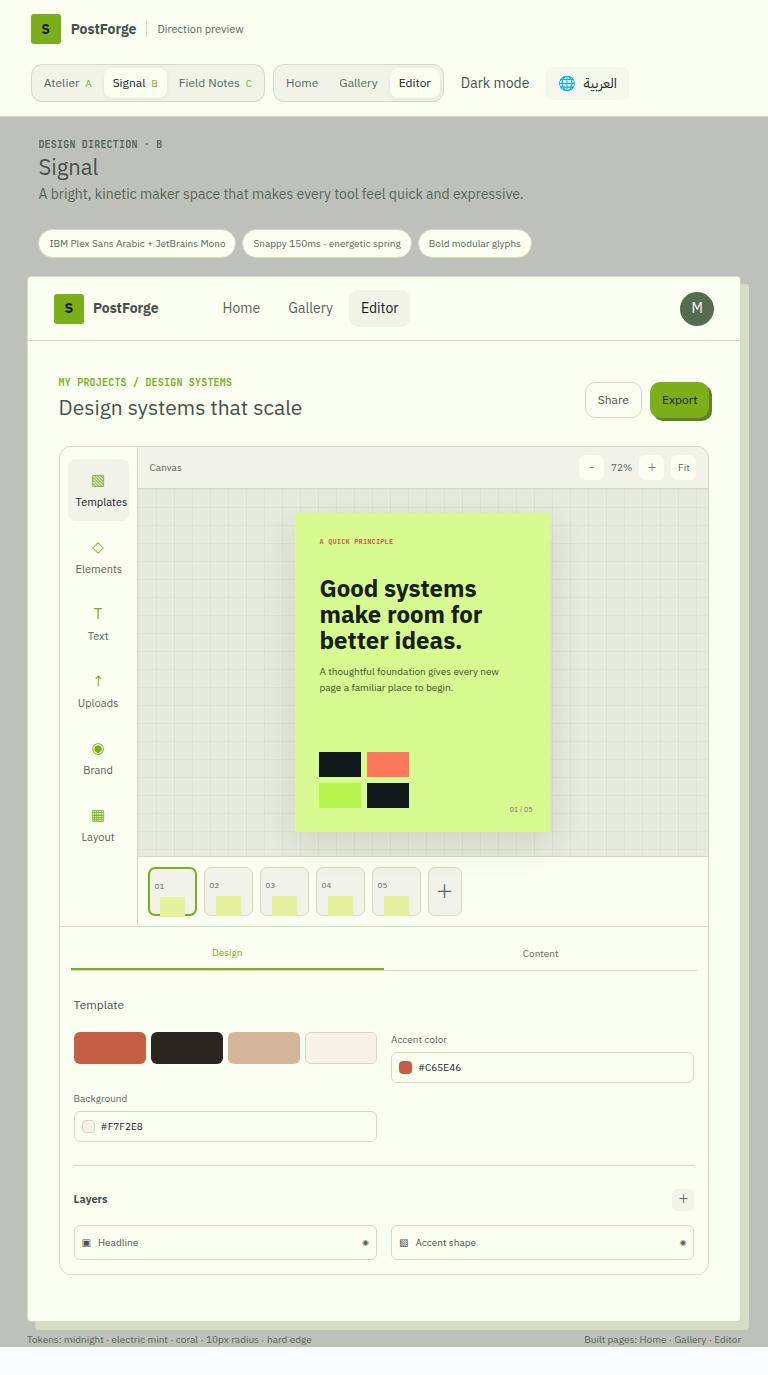 S PostForge Direction preview
Atelier A Signal B Field Notes C Home Gallery Editor Dark mode العربية
DESIGN DIRECTION · B
Signal
A bright, kinetic maker space that makes every tool feel quick and expressive.
IBM Plex Sans Arabic + JetBrains Mono Snappy 150ms · energetic spring Bold modular glyphs
S PostForge Home Gallery Editor M
MY PROJECTS / DESIGN SYSTEMS
Design systems that scale
Share Export
Canvas − 72% + Fit
Templates
Elements
T
Text
Uploads
Brand
Layout
A QUICK PRINCIPLE
Good systems
make room for
better ideas.
A thoughtful foundation gives every new
page a familiar place to begin.
01 / 05
01 02 03 04 05 +
Design Content
Template
Accent color
#C65E46
Background
#F7F2E8
Layers +
Headline Accent shape
Tokens: midnight · electric mint · coral · 10px radius · hard edge Built pages: Home · Gallery · Editor